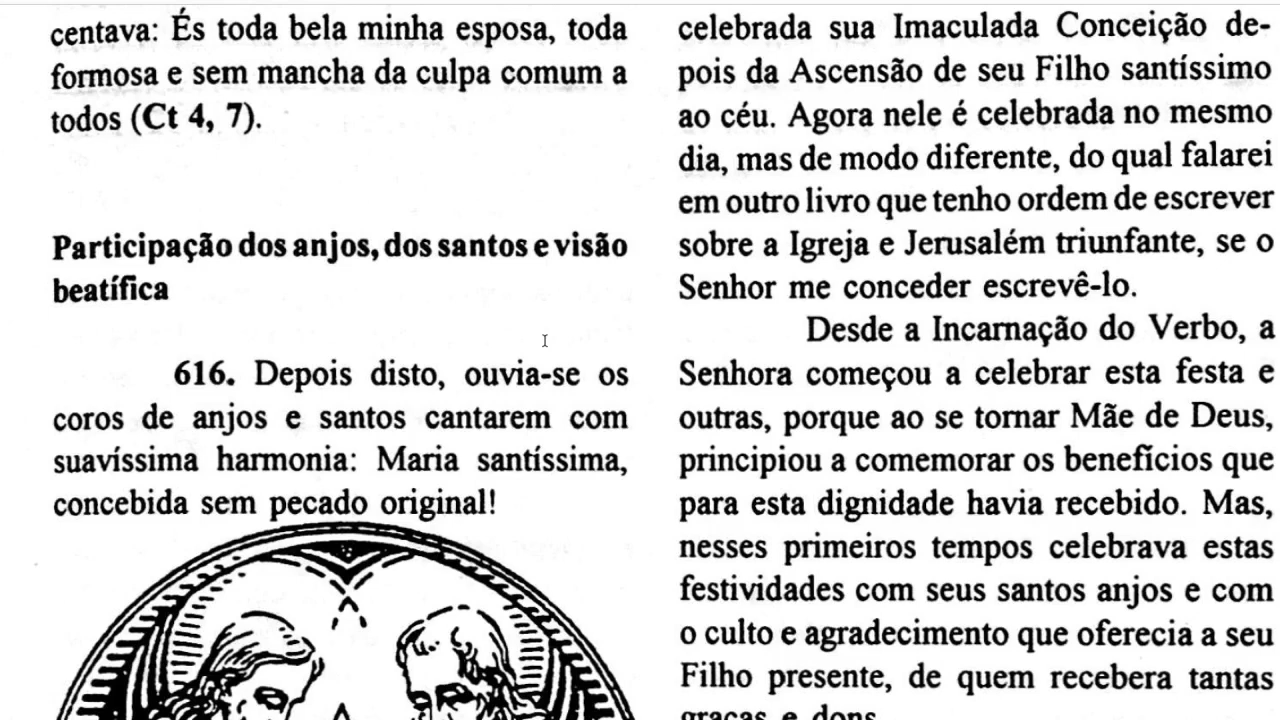 centava: És toda bela minha esposa, toda
formosa e sem mancha da culpa comum a
todos (Ct 4, 7).
Participação dos anjos, dos santos e visão
beatífica
616. Depois disto, ouvia-se os
coros de anjos e santos cantarem com
suavíssima harmonia: Maria santíssima,
concebida sem pecado original!
celebrada sua Imaculada Conceição de-
pois da Ascensão de seu Filho santíssimo
ao céu. Agora nele é celebrada no mesmo
dia, mas de modo diferente, do qual falarei
em outro livro que tenho ordem de escrever
sobre a Igreja e Jerusalém triunfante, se o
Senhor me conceder escrevê-lo.
Desde a Incarnação do Verbo, a
Senhora começou a celebrar esta festa e
outras, porque ao se tornar Mãe de Deus,
principiou a comemorar os benefícios que
para esta dignidade havia recebido. Mas,
nesses primeiros tempos celebrava estas
festividades com seus santos anjos e com
o culto e agradecimento que oferecia a seu
Filho presente, de quem recebera tantas
graças e dons